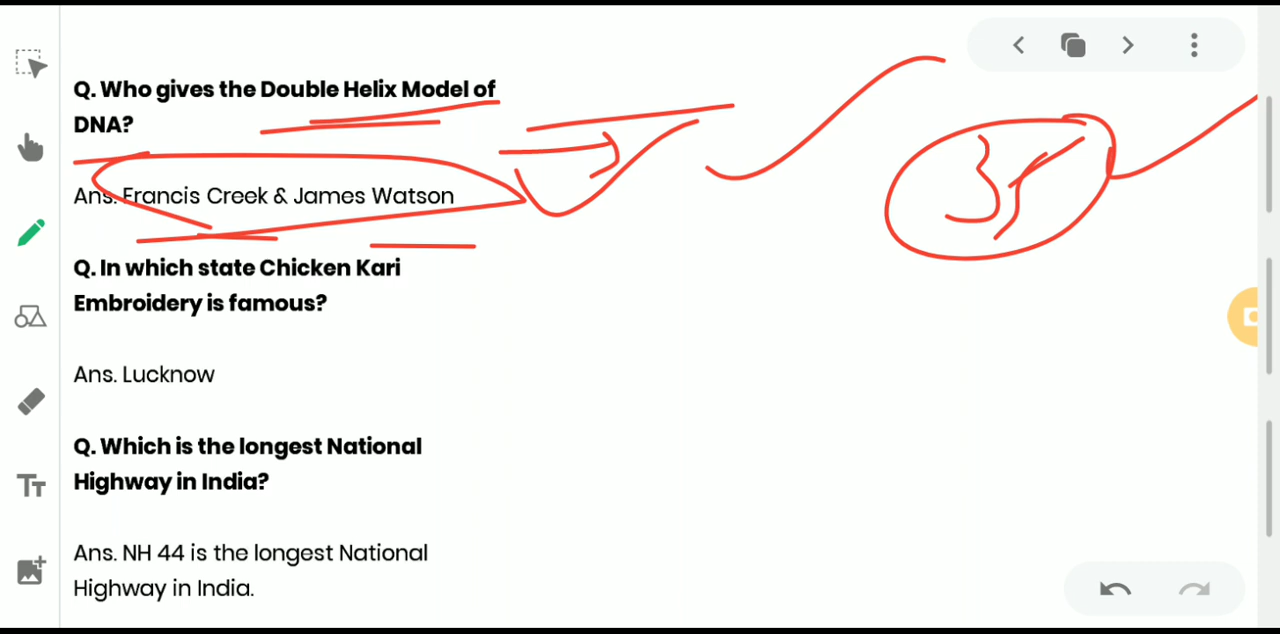 Q. Who gives the Double Helix Model of
DNA?
Ans. Francis Creek & James Watson
Q. In which state Chicken Kari
Embroidery is famous?
Ans. Lucknow
Q. Which is the longest National
Highway in India?
Ans. NH 44 is the longest National
Highway in India.
TT